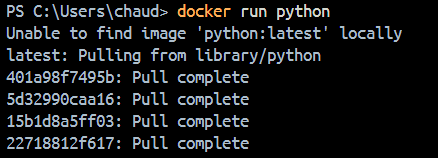 PS C:\Users\chaud> docker run python
Unable to find image 'python:latest' locally
latest: Pulling from library/python
401a98f7495b: Pull complete
5d32990caa16: Pull complete
15b1d8a5ff03: Pull complete
22718812f617: Pull complete